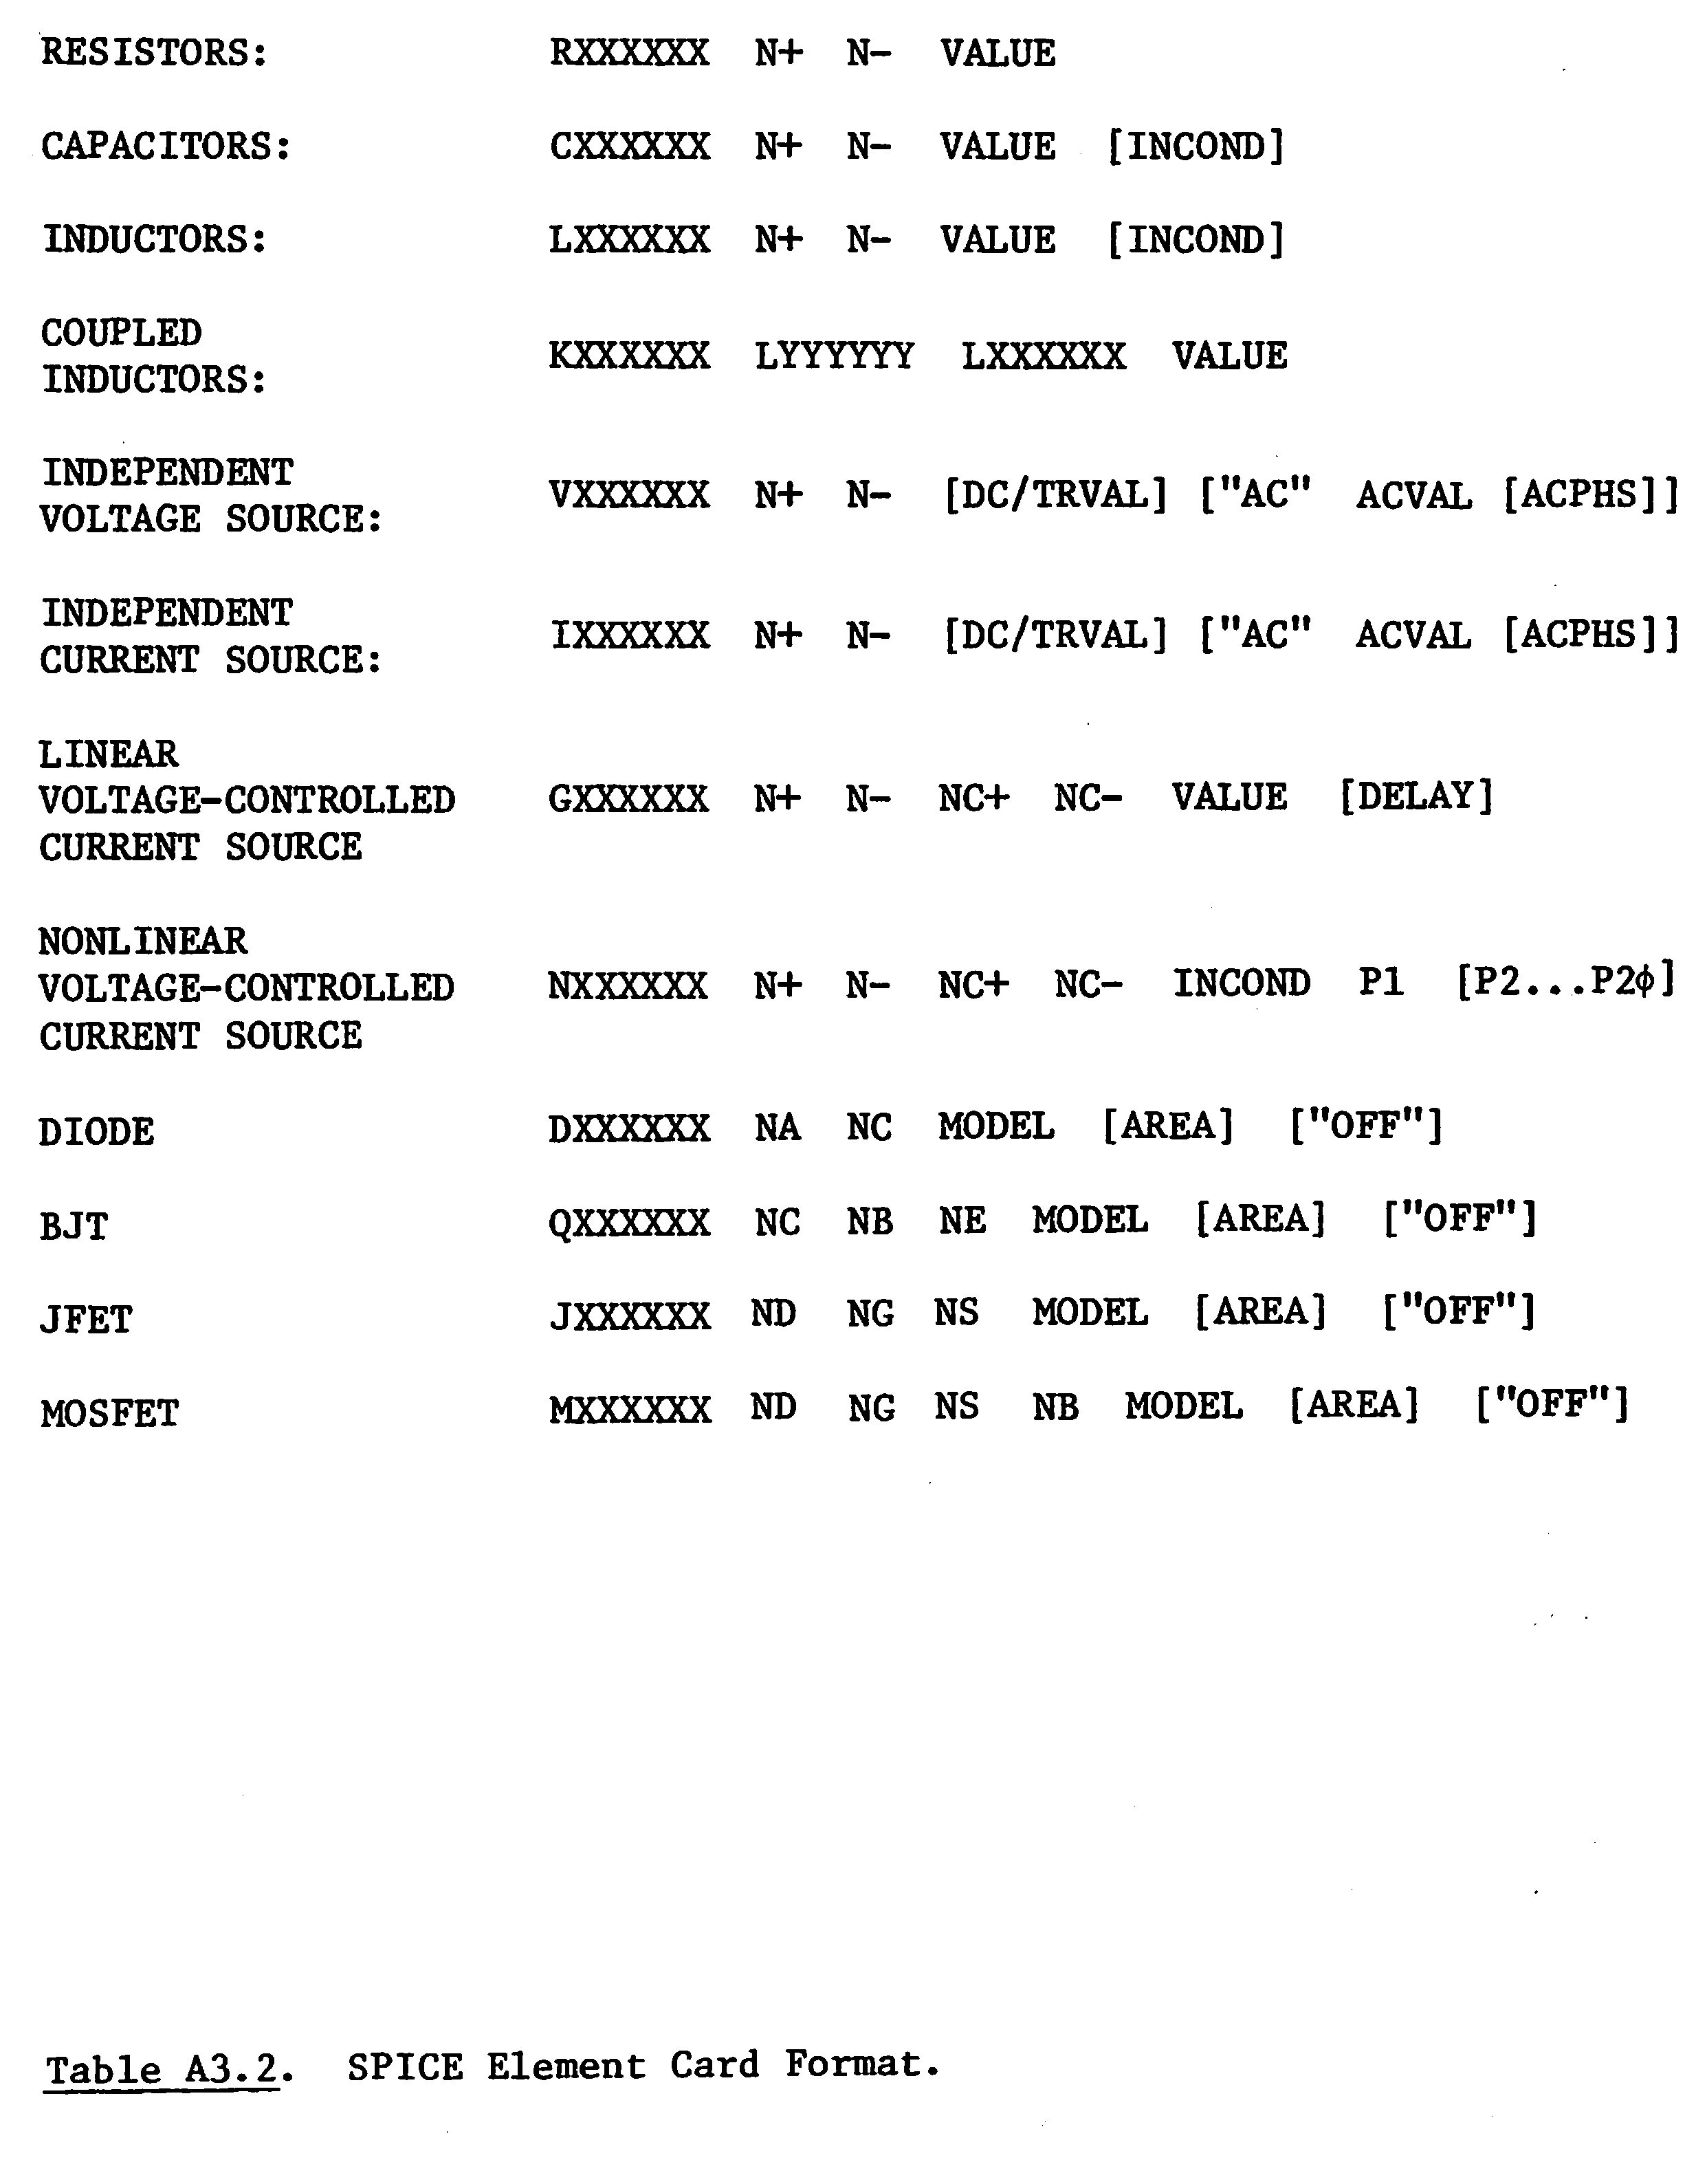 RESISTORS: RXXXXXX N+ N- VALUE
CAPACITORS: CXXXXXX N+ N- VALUE [INCOND]
INDUCTORS: LXXXXXX N+ N- VALUE [INCOND]
COUPLED
INDUCTORS: KXXXXXX LYYYYYY LXXXXXX VALUE
INDEPENDENT
VOLTAGE SOURCE: VXXXXXX N+ N- [DC/TRVAL] ["AC" ACVAL [ACPHS]]
INDEPENDENT
CURRENT SOURCE: IXXXXXX N+ N- [DC/TRVAL] ["AC" ACVAL [ACPHS]]
LINEAR
VOLTAGE-CONTROLLED GXXXXXX N+ N- NC+ NC- VALUE [DELAY]
CURRENT SOURCE
NONLINEAR
VOLTAGE-CONTROLLED NXXXXXX N+ N- NC+ NC- INCOND P1 [P2...P2ϕ]
CURRENT SOURCE
DIODE DXXXXXX NA NC MODEL [AREA] ["OFF"]
BJT QXXXXXX NC NB NE MODEL [AREA] ["OFF"]
JFET JXXXXXX ND NG NS MODEL [AREA] ["OFF"]
MOSFET MXXXXXX ND NG NS NB MODEL [AREA] ["OFF"]
Table A3.2. SPICE Element Card Format.